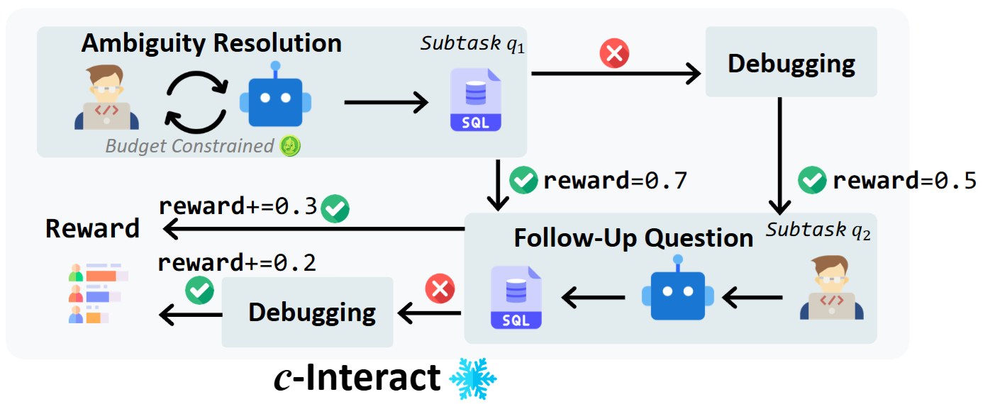 Ambiguity Resolution
Subtask q1
</>
Budget Constrained
SQL
Debugging
reward=0.7
reward=0.5
reward+=0.3
Reward
reward+=0.2
Debugging
Follow-Up Question
Subtask q2
SQL
</>
c-Interact